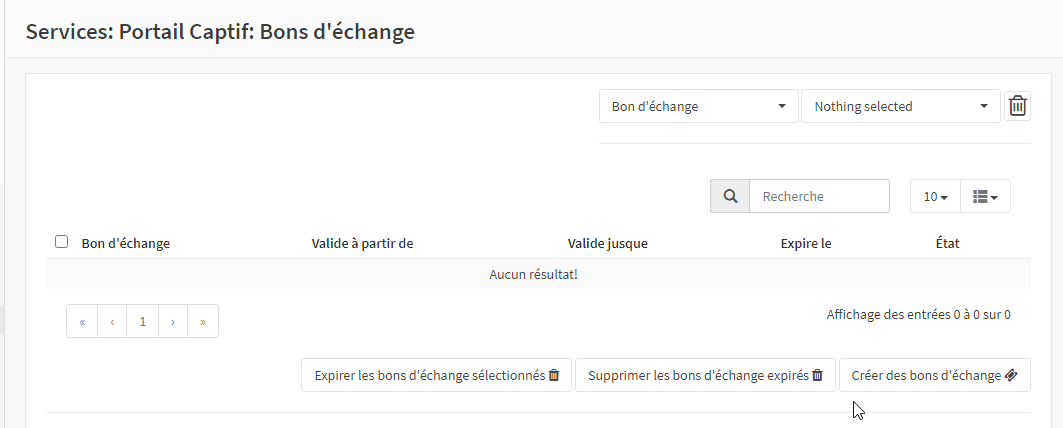 Services: Portail Captif: Bons d'échange
Bon d'échange Nothing selected
Recherche 10
Bon d'échange Valide à partir de Valide jusque Expire le État
Aucun résultat!
« ‹ 1 › »
Affichage des entrées 0 à 0 sur 0
Expirer les bons d'échange sélectionnés Supprimer les bons d'échange expirés Créer des bons d'échange